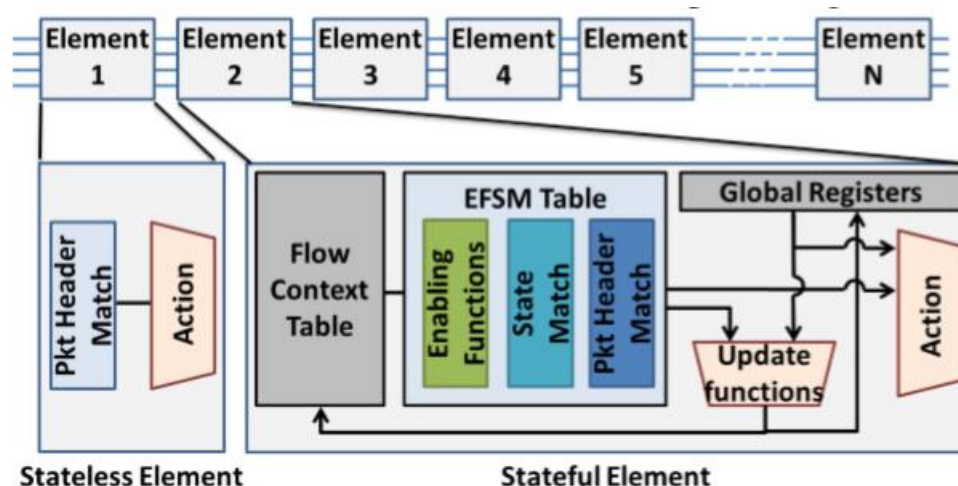 Element
1
Element
2
Element
3
Element
4
Element
5
Element
N
Pkt Header
Match
Action
Stateless Element
Flow
Context
Table
EFSM Table
Enabling
Functions
State
Match
Pkt Header
Match
Global Registers
Update
functions
Action
Stateful Element